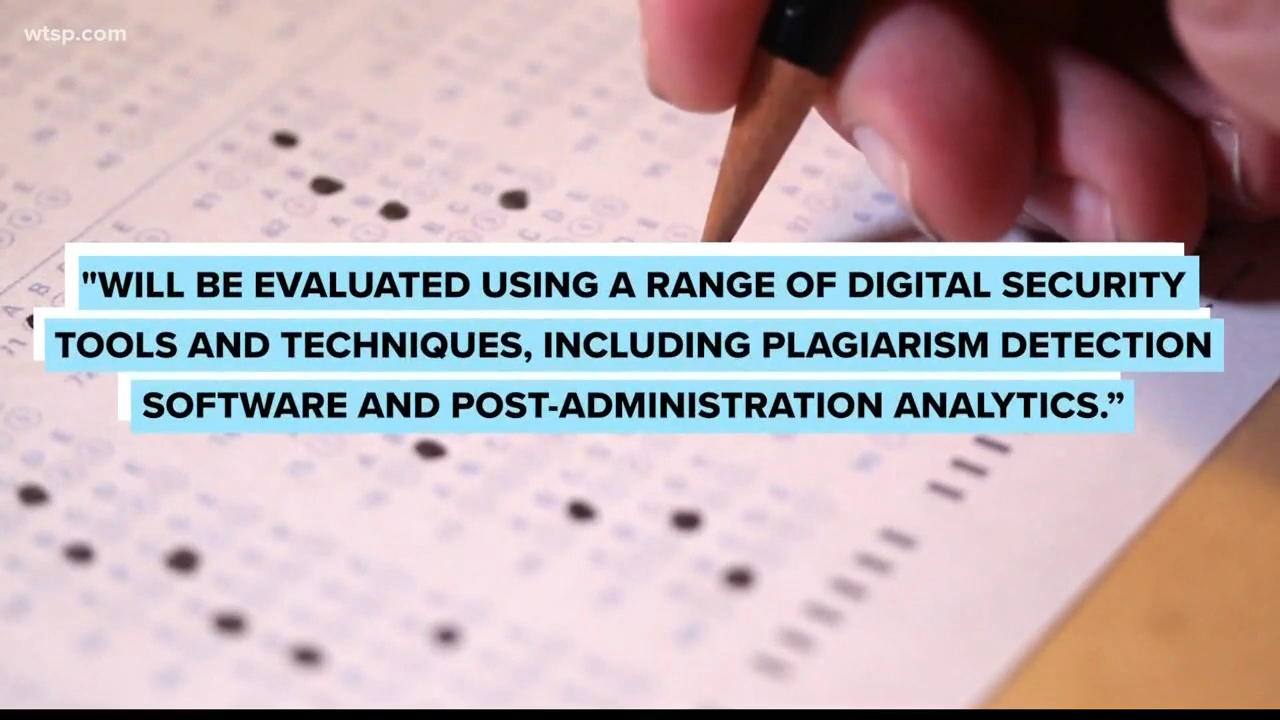 wtsp.com
"WILL BE EVALUATED USING A RANGE OF DIGITAL SECURITY
TOOLS AND TECHNIQUES, INCLUDING PLAGIARISM DETECTION
SOFTWARE AND POST-ADMINISTRATION ANALYTICS.”